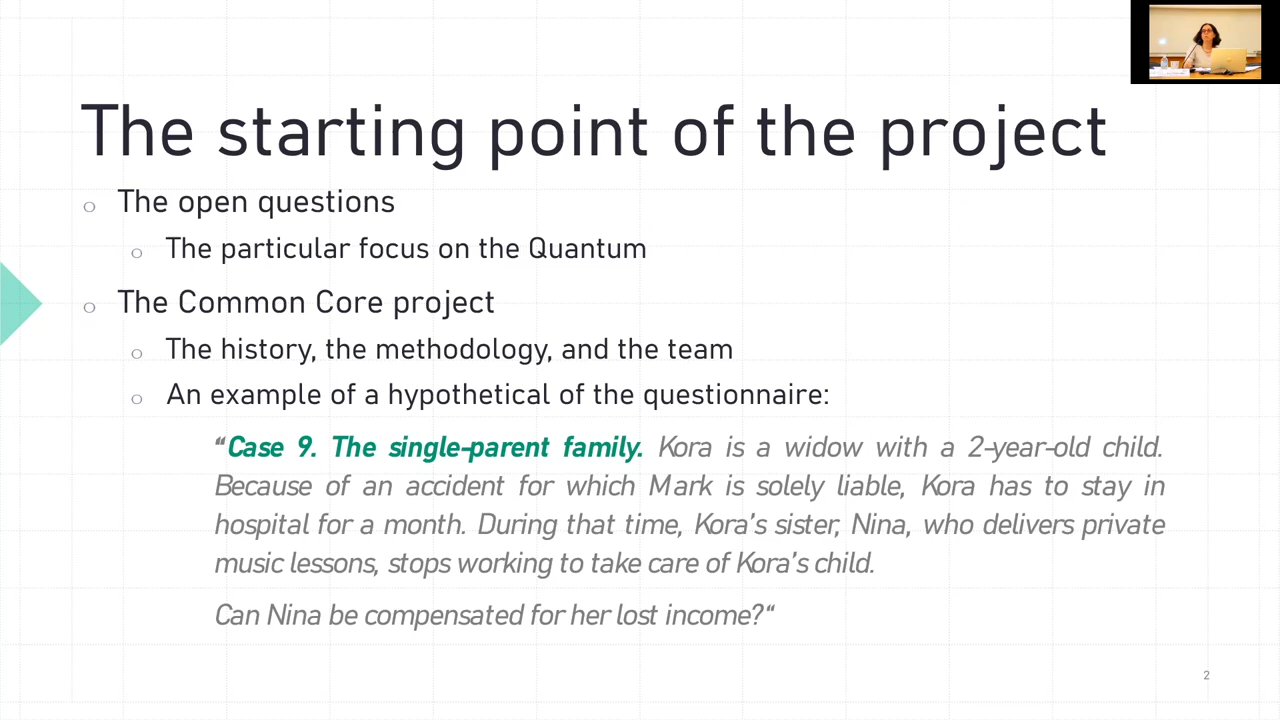 The starting point of the project
o The open questions
o The particular focus on the Quantum
o The Common Core project
o The history, the methodology, and the team
o An example of a hypothetical of the questionnaire:
“Case 9. The single-parent family. Kora is a widow with a 2-year-old child.
Because of an accident for which Mark is solely liable, Kora has to stay in
hospital for a month. During that time, Kora’s sister, Nina, who delivers private
music lessons, stops working to take care of Kora’s child.
Can Nina be compensated for her lost income?“
2